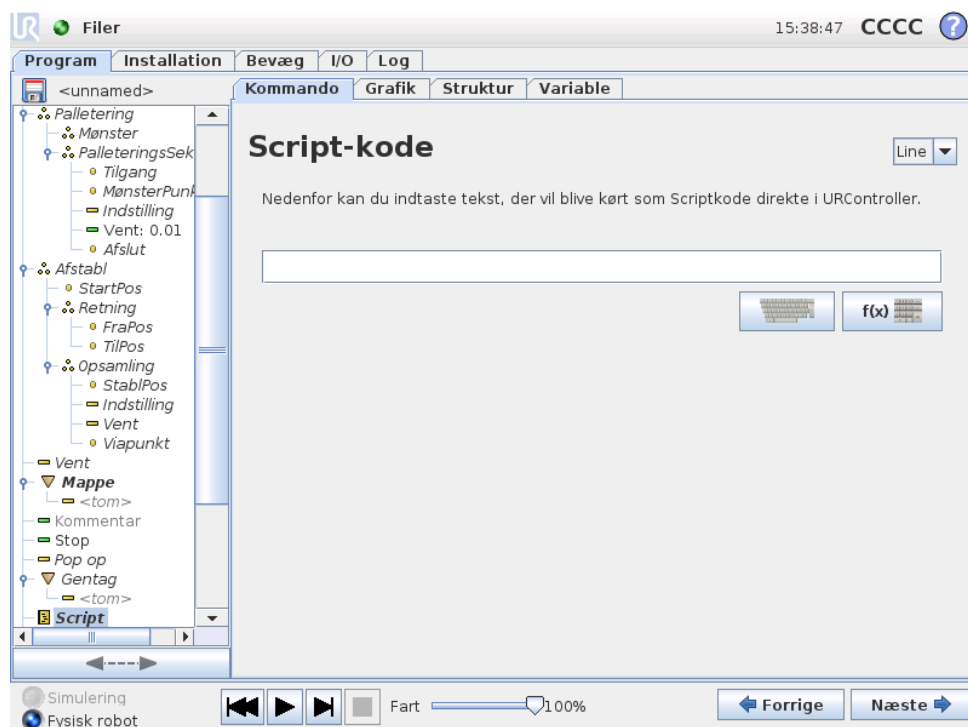 UR Filer 15:38:47 CCCC ?
Program Installation Bevæg I/O Log
<unnamed> Kommando Grafik Struktur Variable
Palletering
Mønster
PalleteringsSek
Tilgang
MønsterPunk
Indstilling
Vent: 0.01
Afslut
Afstabl
StartPos
Retning
FraPos
TilPos
Opsamling
StablPos
Indstilling
Vent
Viapunkt
Vent
Mappe
<tom>
Kommentar
Stop
Pop op
Gentag
<tom>
Script
Script-kode
Line
Nedenfor kan du indtaste tekst, der vil blive kørt som Scriptkode direkte i URController.
f(x)
Simulering
Fysisk robot
Fart 100%
Forrige Næste